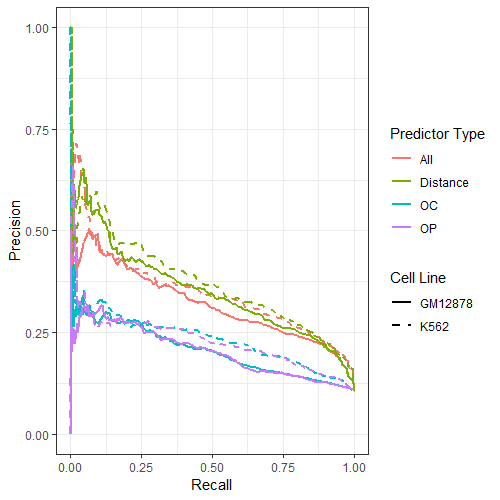 1.00
0.75
0.50
0.25
0.00
Precision
0.00 0.25 0.50 0.75 1.00
Recall
Predictor Type
All
Distance
OC
OP
Cell Line
GM12878
K562